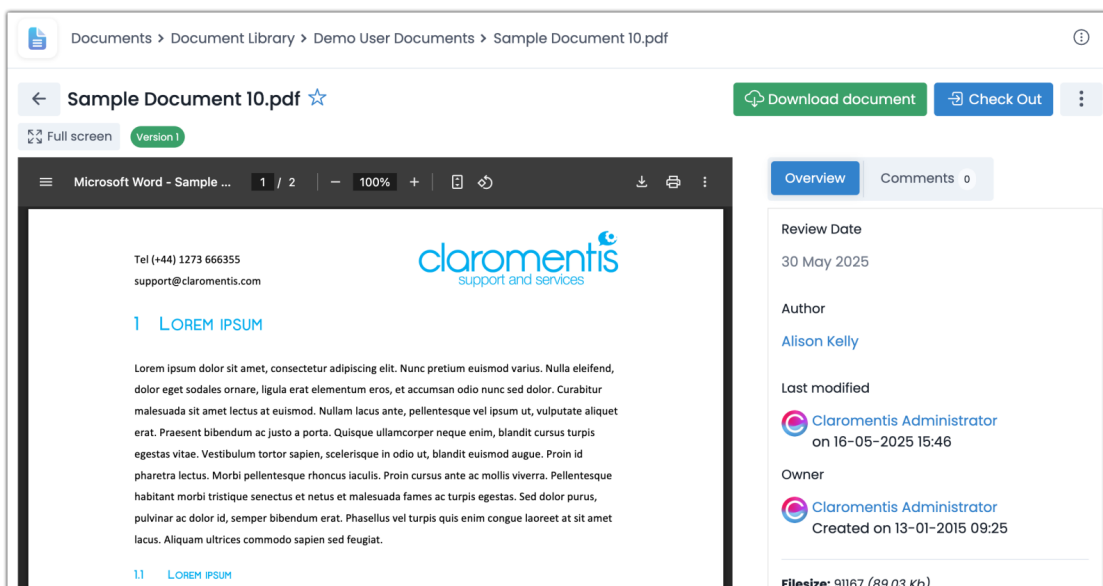 Documents > Document Library > Demo User Documents > Sample Document 10.pdf
Sample Document 10.pdf
Download document
Check Out
Full screen
Version 1
Microsoft Word - Sample ...
1 / 2
100%
Overview
Comments 0
Tel (+44) 1273 666355
support@claromentis.com
claromentis
support and services
1 LOREM IPSUM
Lorem ipsum dolor sit amet, consectetur adipiscing elit. Nunc pretium euismod varius. Nulla eleifend,
dolor eget sodales ornare, ligula erat elementum eros, et accumsan odio nunc sed dolor. Curabitur
malesuada sit amet lectus at euismod. Nullam lacus ante, pellentesque vel ipsum ut, vulputate aliquet
erat. Praesent bibendum ac justo a porta. Quisque ullamcorper neque enim, blandit cursus turpis
egestas vitae. Vestibulum tortor sapien, scelerisque in odio ut, blandit euismod augue. Proin id
pharetra lectus. Morbi pellentesque rhoncus iaculis. Proin cursus ante ac mollis viverra. Pellentesque
habitant morbi tristique senectus et netus et malesuada fames ac turpis egestas. Sed dolor purus,
pulvinar ac dolor id, semper bibendum erat. Phasellus vel turpis quis enim congue laoreet at sit amet
lacus. Aliquam ultrices commodo sapien sed feugiat.
1.1 LOREM IPSUM
Review Date
30 May 2025
Author
Alison Kelly
Last modified
Claromentis Administrator
on 16-05-2025 15:46
Owner
Claromentis Administrator
Created on 13-01-2015 09:25
Filesize: 91167 (89.03 Kb)